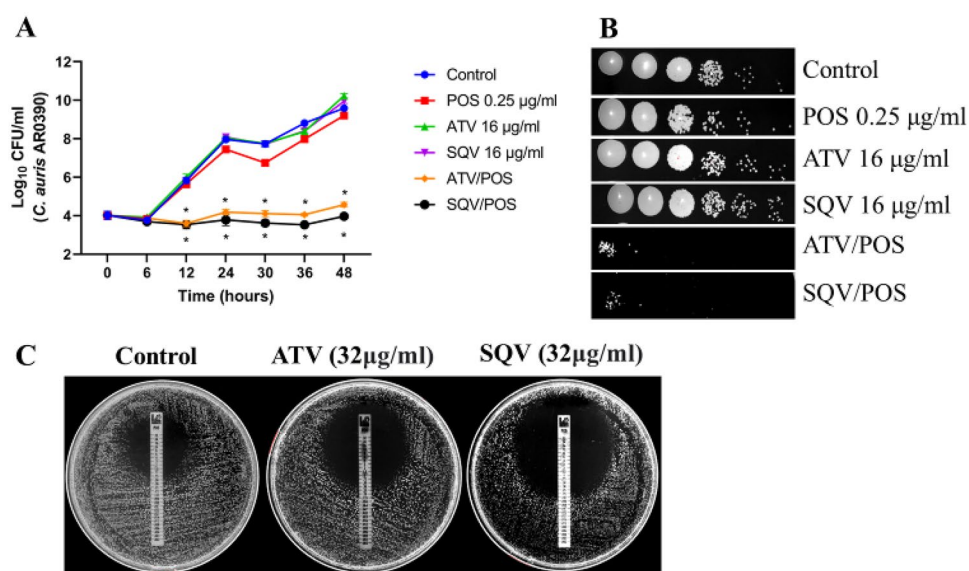 A
Log10 CFU/ml
(C. auris AR0390)
12
10
8
6
4
2
0 6 12 24 30 36 48
Time (hours)
* * * * *
* * * * *
Control
POS 0.25 µg/ml
ATV 16 µg/ml
SQV 16 µg/ml
ATV/POS
SQV/POS
B
Control
POS 0.25 µg/ml
ATV 16 µg/ml
SQV 16 µg/ml
ATV/POS
SQV/POS
C
Control ATV (32µg/ml) SQV (32µg/ml)